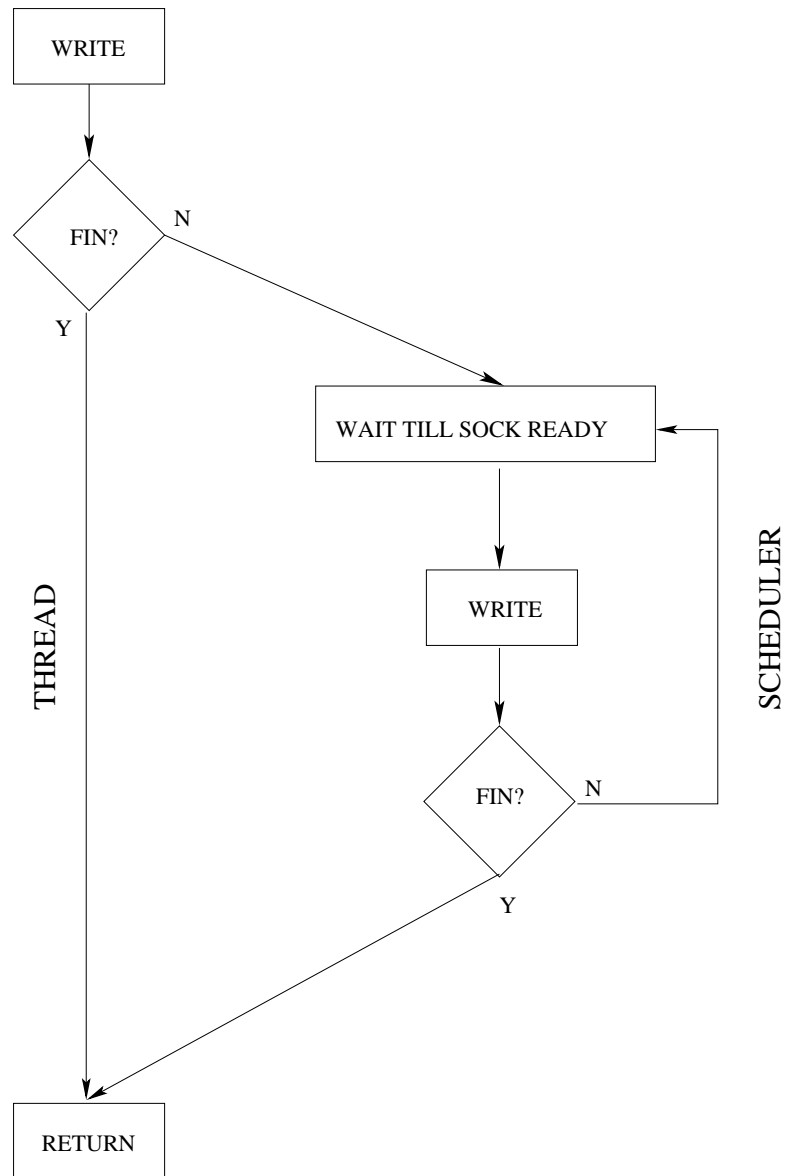 WRITE
FIN?
N
Y
WAIT TILL SOCK READY
THREAD
SCHEDULER
WRITE
FIN?
N
Y
RETURN